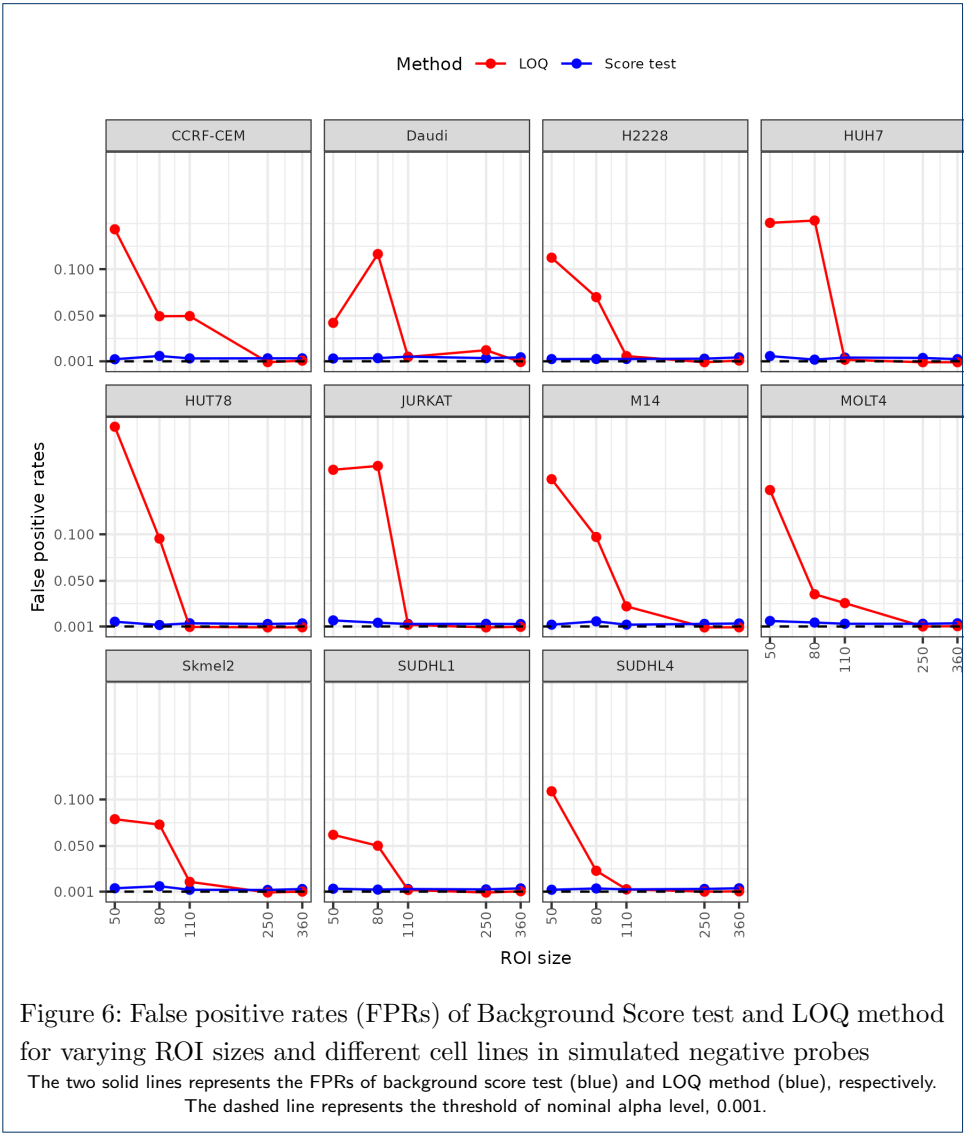 Method LOQ Score test
CCRF-CEM Daudi H2228 HUH7
0.100
0.050
0.001
HUT78 JURKAT M14 MOLT4
0.100
0.050
0.001
50 80 110 250 360
Skmel2 SUDHL1 SUDHL4
0.100
0.050
0.001
50 80 110 250 360 50 80 110 250 360 50 80 110 250 360
False positive rates
ROI size
Figure 6: False positive rates (FPRs) of Background Score test and LOQ method
for varying ROI sizes and different cell lines in simulated negative probes
The two solid lines represents the FPRs of background score test (blue) and LOQ method (blue), respectively.
The dashed line represents the threshold of nominal alpha level, 0.001.